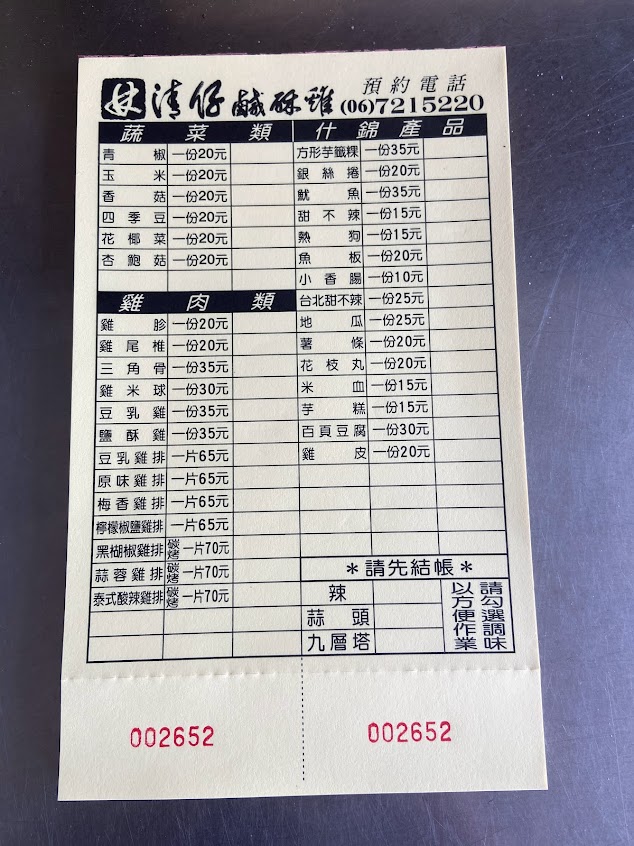 清仔鹹酥雞
預約電話
(06)7215220
蔬菜類
青椒 一份20元
玉米 一份20元
香菇 一份20元
四季豆 一份20元
花椰菜 一份20元
杏鮑菇 一份20元
雞肉類
雞胗 一份20元
雞尾椎 一份20元
三角骨 一份35元
雞米球 一份30元
豆乳雞 一份35元
鹽酥雞 一份35元
豆乳雞排 一片65元
原味雞排 一片65元
梅香雞排 一片65元
檸檬椒鹽雞排 一片65元
黑楜椒雞排 碳烤 一片70元
蒜蓉雞排 碳烤 一片70元
泰式酸辣雞排 碳烤 一片70元
什錦產品
方形芋籤粿 一份35元
銀絲捲 一份20元
魷魚 一份35元
甜不辣 一份15元
熱狗 一份15元
魚板 一份20元
小香腸 一份10元
台北甜不辣 一份25元
地瓜 一份25元
薯條 一份20元
花枝丸 一份20元
米血 一份15元
芋糕 一份15元
百頁豆腐 一份30元
雞皮 一份20元
*請先結帳*
辣
蒜頭
九層塔
請勾選調味
以方便作業
002652
002652